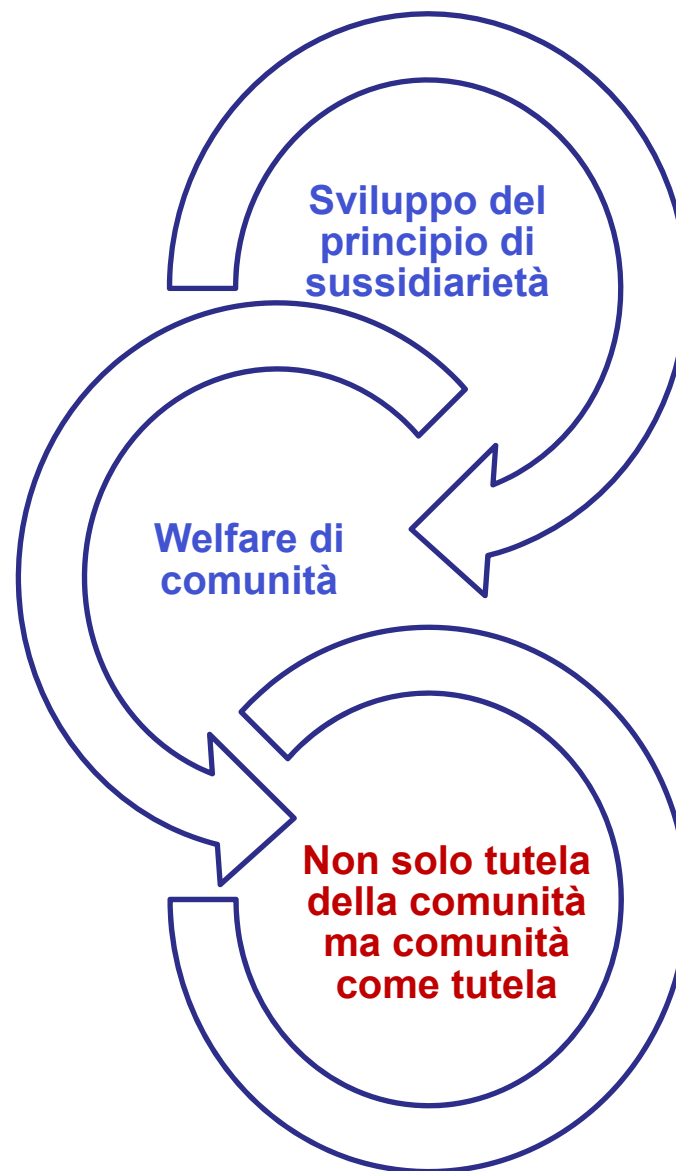 Sviluppo del
principio di
sussidiarietà
Welfare di
comunità
Non solo tutela
della comunità
ma comunità
come tutela